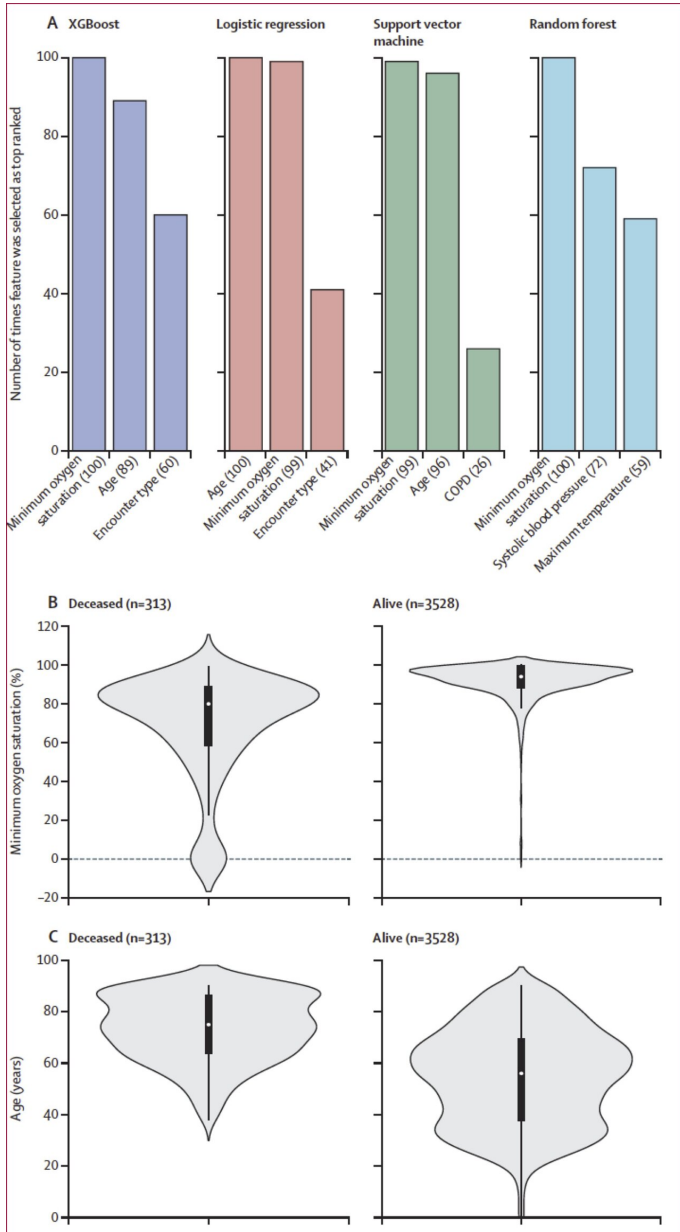 A XGBoost
Logistic regression
Support vector
machine
Random forest
Number of times feature was selected as top ranked
100
80
60
40
20
0
Minimum oxygen
saturation (100)
Age (89)
Encounter type (60)
Age (100)
Minimum oxygen
saturation (99)
Encounter type (41)
Minimum oxygen
saturation (99)
Age (96)
COPD (26)
Minimum oxygen
saturation (100)
Systolic blood pressure (72)
Maximum temperature (59)
B Deceased (n=313)
Alive (n=3528)
Minimum oxygen saturation (%)
120
100
80
60
40
20
0
–20
C Deceased (n=313)
Alive (n=3528)
Age (years)
100
80
60
40
20
0